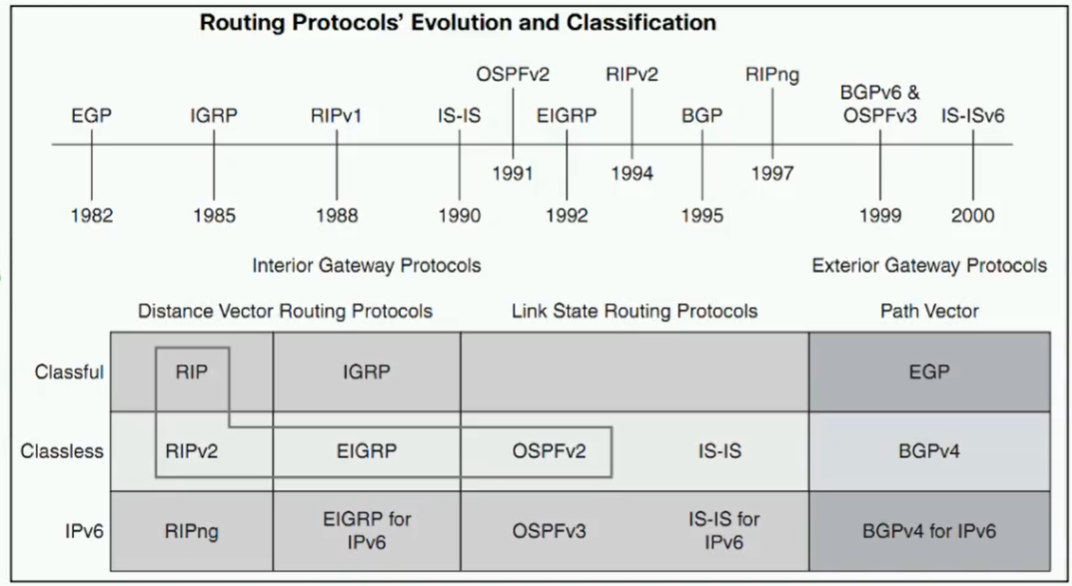 Routing Protocols' Evolution and Classification
OSPFv2 RIPv2 RIPng
BGPv6 &
EGP IGRP RIPv1 IS-IS EIGRP BGP OSPFv3 IS-ISv6
1991 1994 1997
1982 1985 1988 1990 1992 1995 1999 2000
Interior Gateway Protocols Exterior Gateway Protocols
Distance Vector Routing Protocols Link State Routing Protocols Path Vector
Classful RIP IGRP EGP
Classless RIPv2 EIGRP OSPFv2 IS-IS BGPv4
IPv6 RIPng EIGRP for IPv6 OSPFv3 IS-IS for IPv6 BGPv4 for IPv6